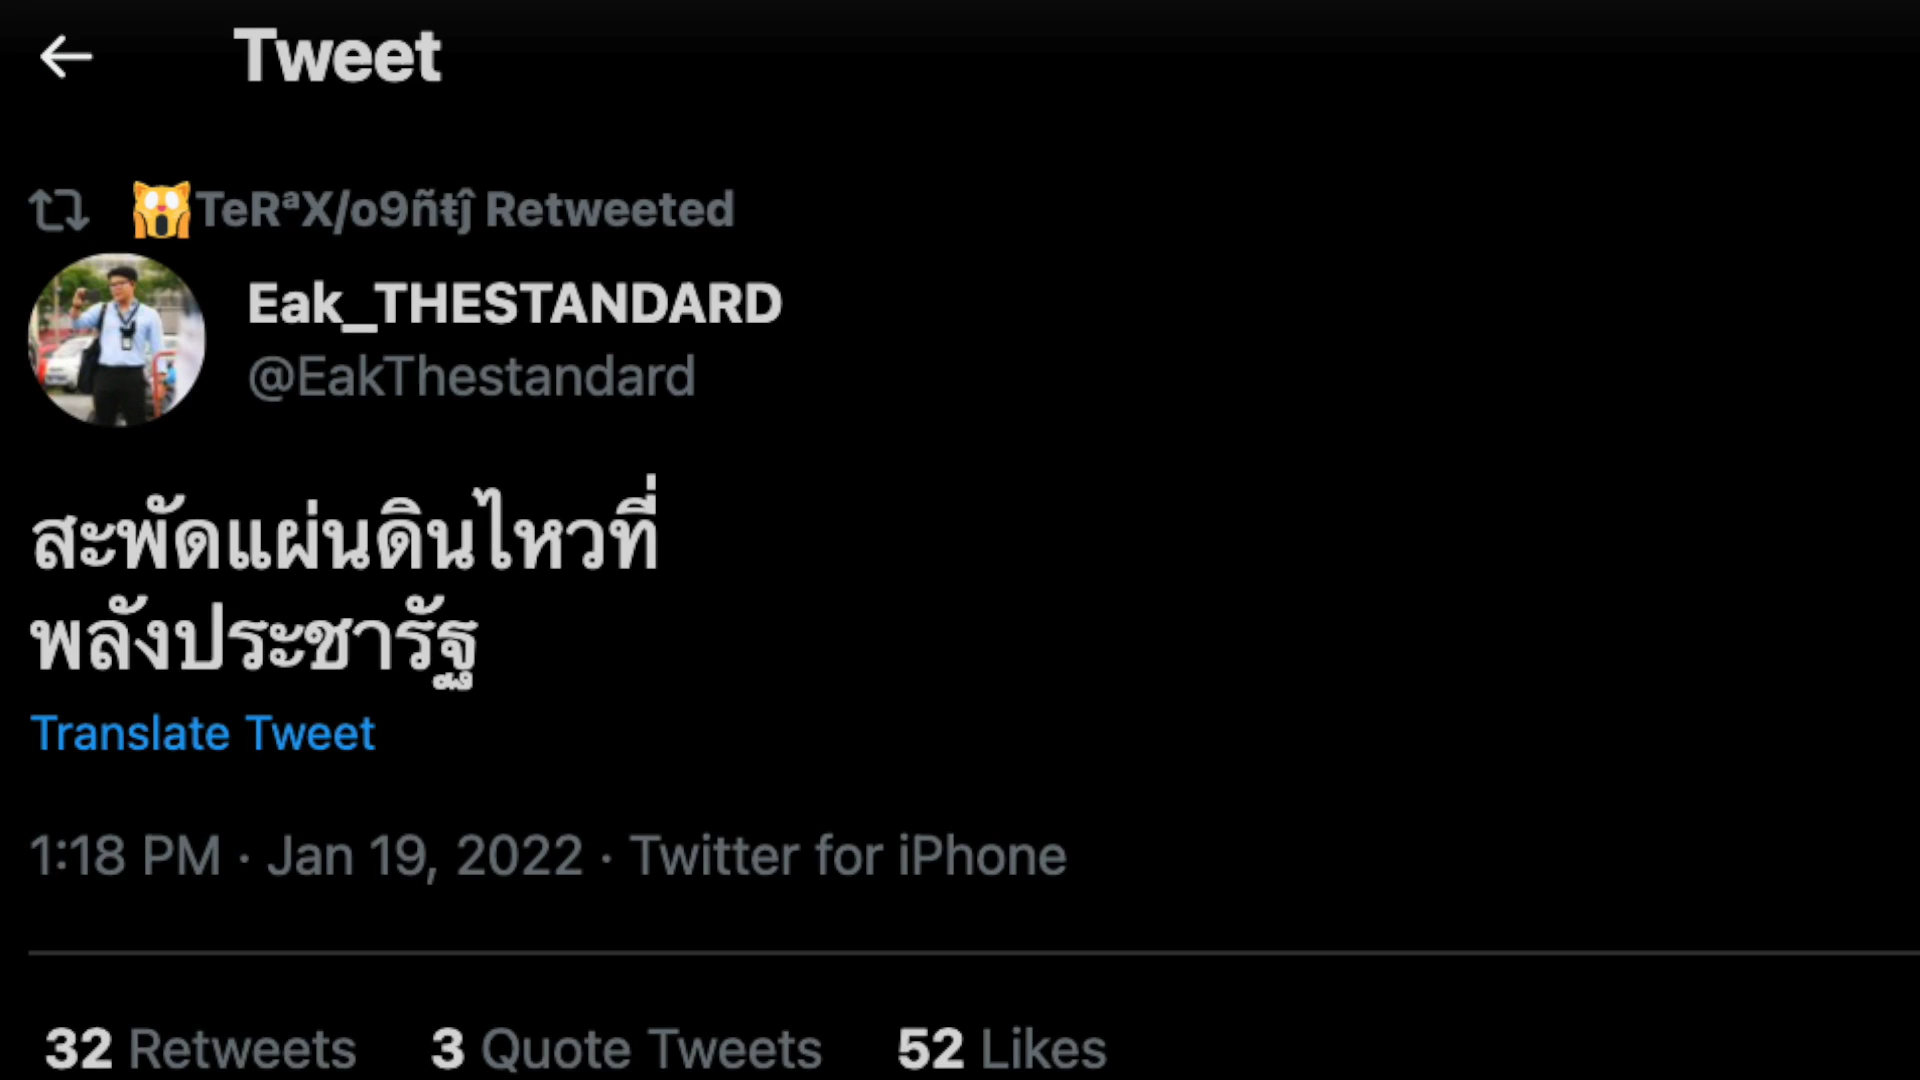 Tweet
TeRªX/o9ñŧĵ Retweeted
Eak_THESTANDARD
@EakThestandard
สะพัดแผ่นดินไหวที่
พลังประชารัฐ
Translate Tweet
1:18 PM · Jan 19, 2022 · Twitter for iPhone
32 Retweets 3 Quote Tweets 52 Likes